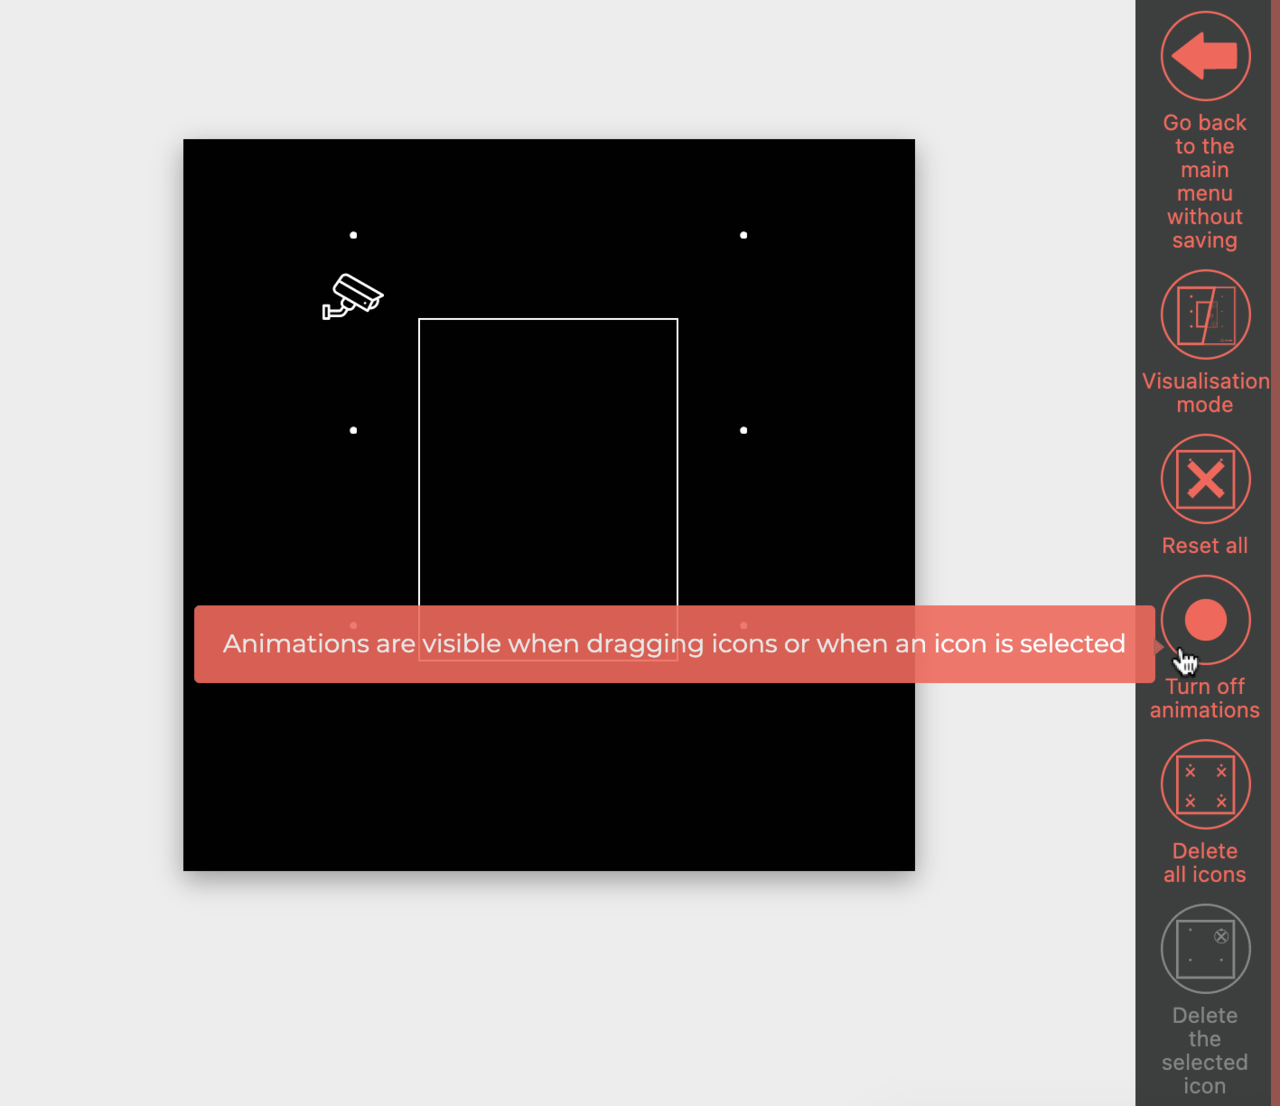 Go back
to the
main
menu
without
saving
Visualisation
mode
Reset all
Animations are visible when dragging icons or when an icon is selected
Turn off
animations
Delete
all icons
Delete
the
selected
icon